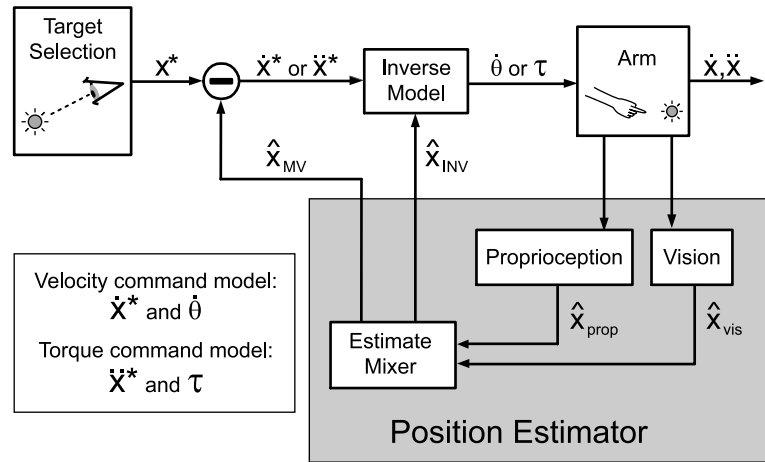 Target
Selection
x*
ẋ* or ẍ*
Inverse
Model
θ̇ or τ
Arm
ẋ,ẍ
x̂MV
x̂INV
Proprioception
Vision
x̂prop
x̂vis
Estimate
Mixer
Velocity command model:
ẋ* and θ̇
Torque command model:
ẍ* and τ
Position Estimator